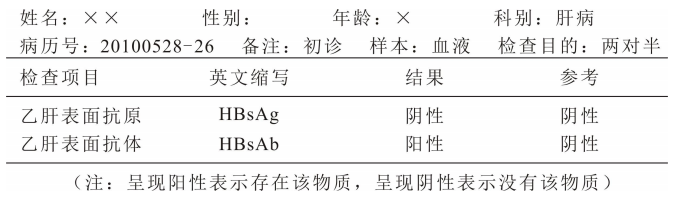 姓名：×× 性别： 年龄：× 科别：肝病
病历号：20100528-26 备注：初诊 样本：血液 检查目的：两对半
检查项目 英文缩写 结果 参考
乙肝表面抗原 HBsAg 阴性 阴性
乙肝表面抗体 HBsAb 阳性 阴性
（注：呈现阳性表示存在该物质，呈现阴性表示没有该物质）